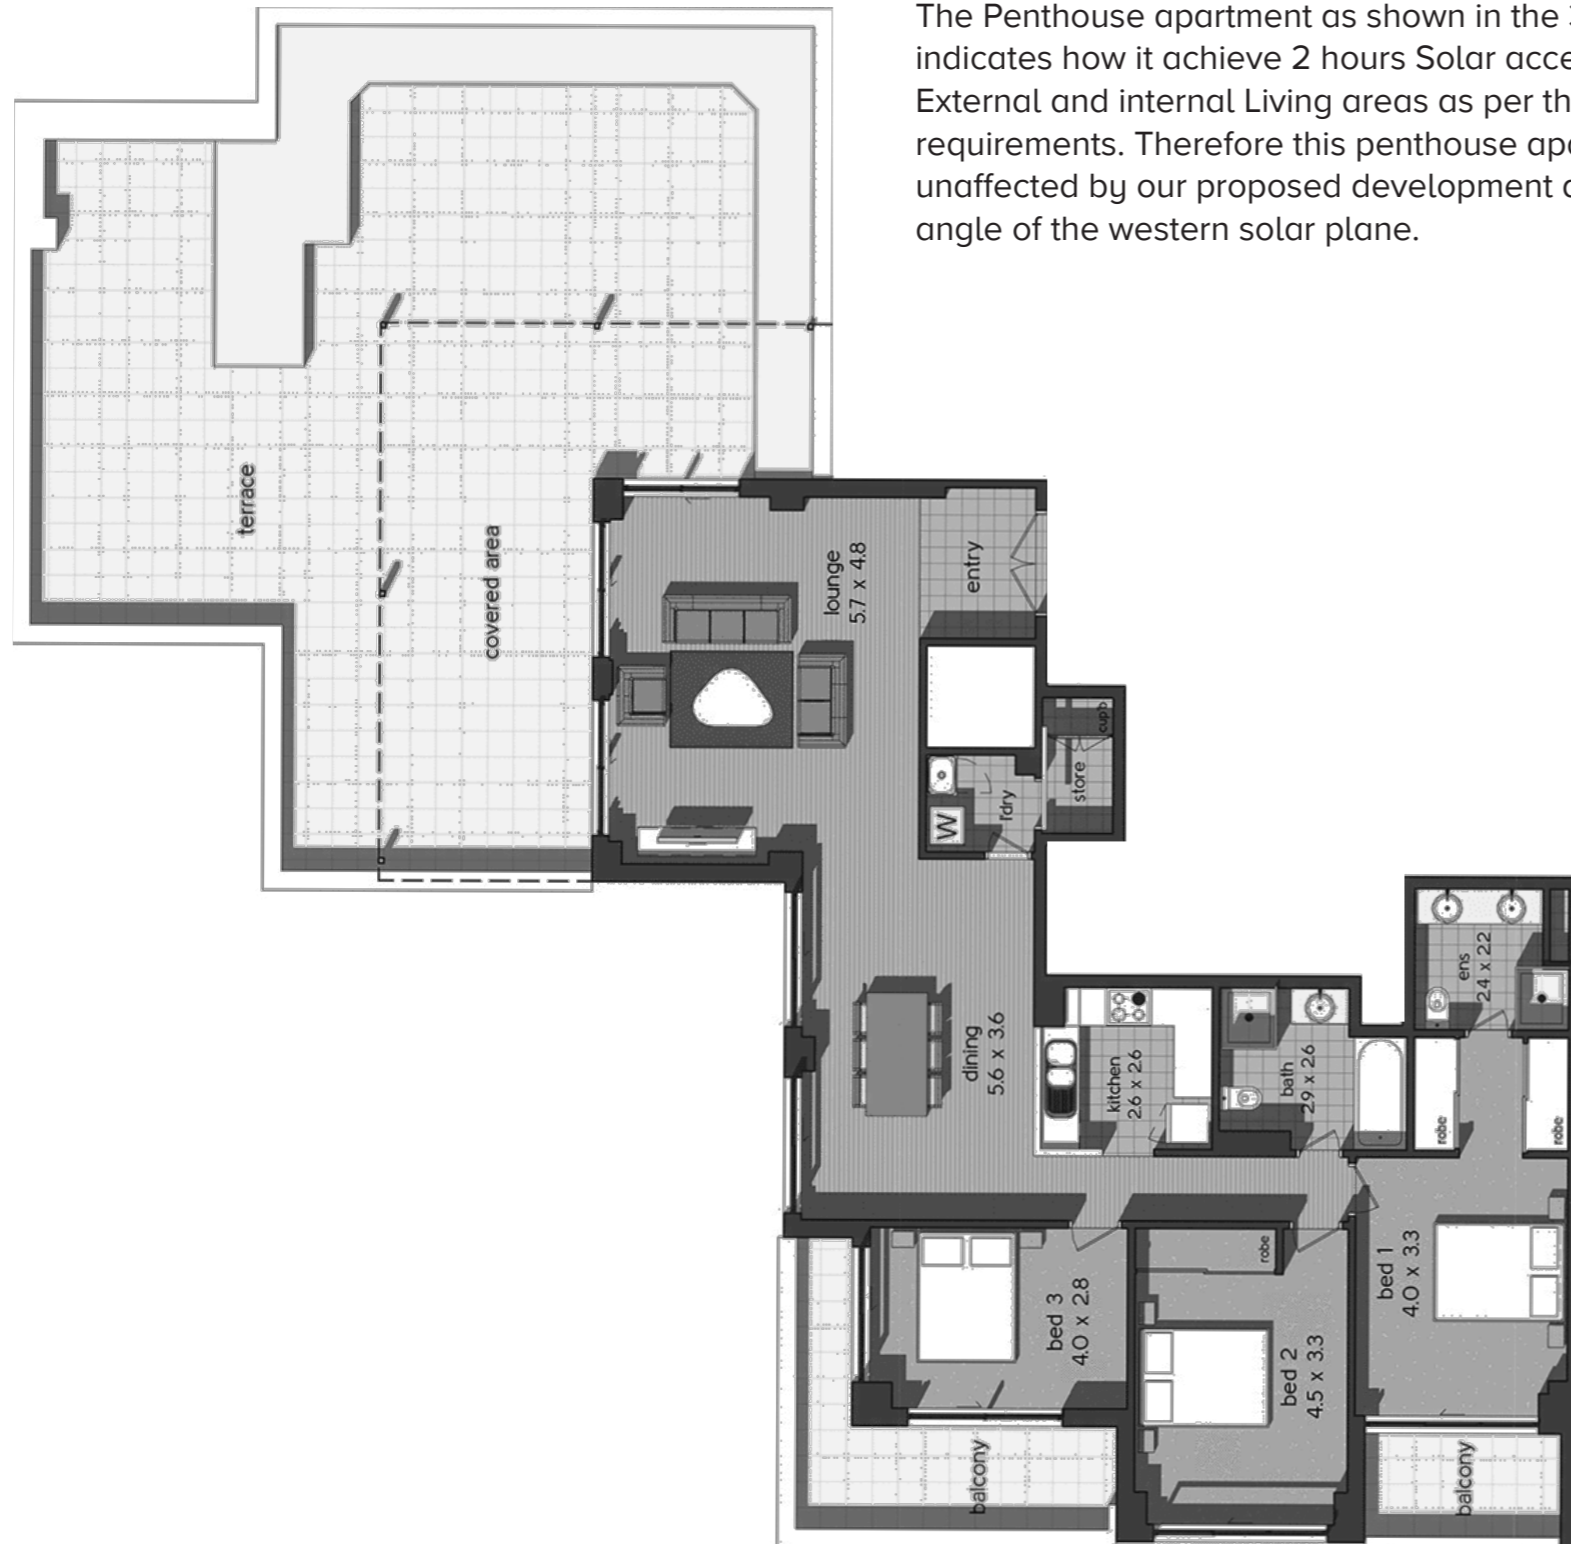 The Penthouse apartment as shown in the
indicates how it achieve 2 hours Solar
External and internal Living areas as per
requirements. Therefore this penthouse
unaffected by our proposed development
angle of the western solar plane.
terrace
covered area
lounge
5.7 x 4.8
entry
cupb
store
l'dry
W
ens
2.4 x 2.2
dining
5.6 x 3.6
kitchen
2.6 x 2.6
bath
2.9 x 2.6
robe
robe
bed 3
4.0 x 2.8
robe
bed 2
4.5 x 3.3
bed 1
4.0 x 3.3
balcony
balcony